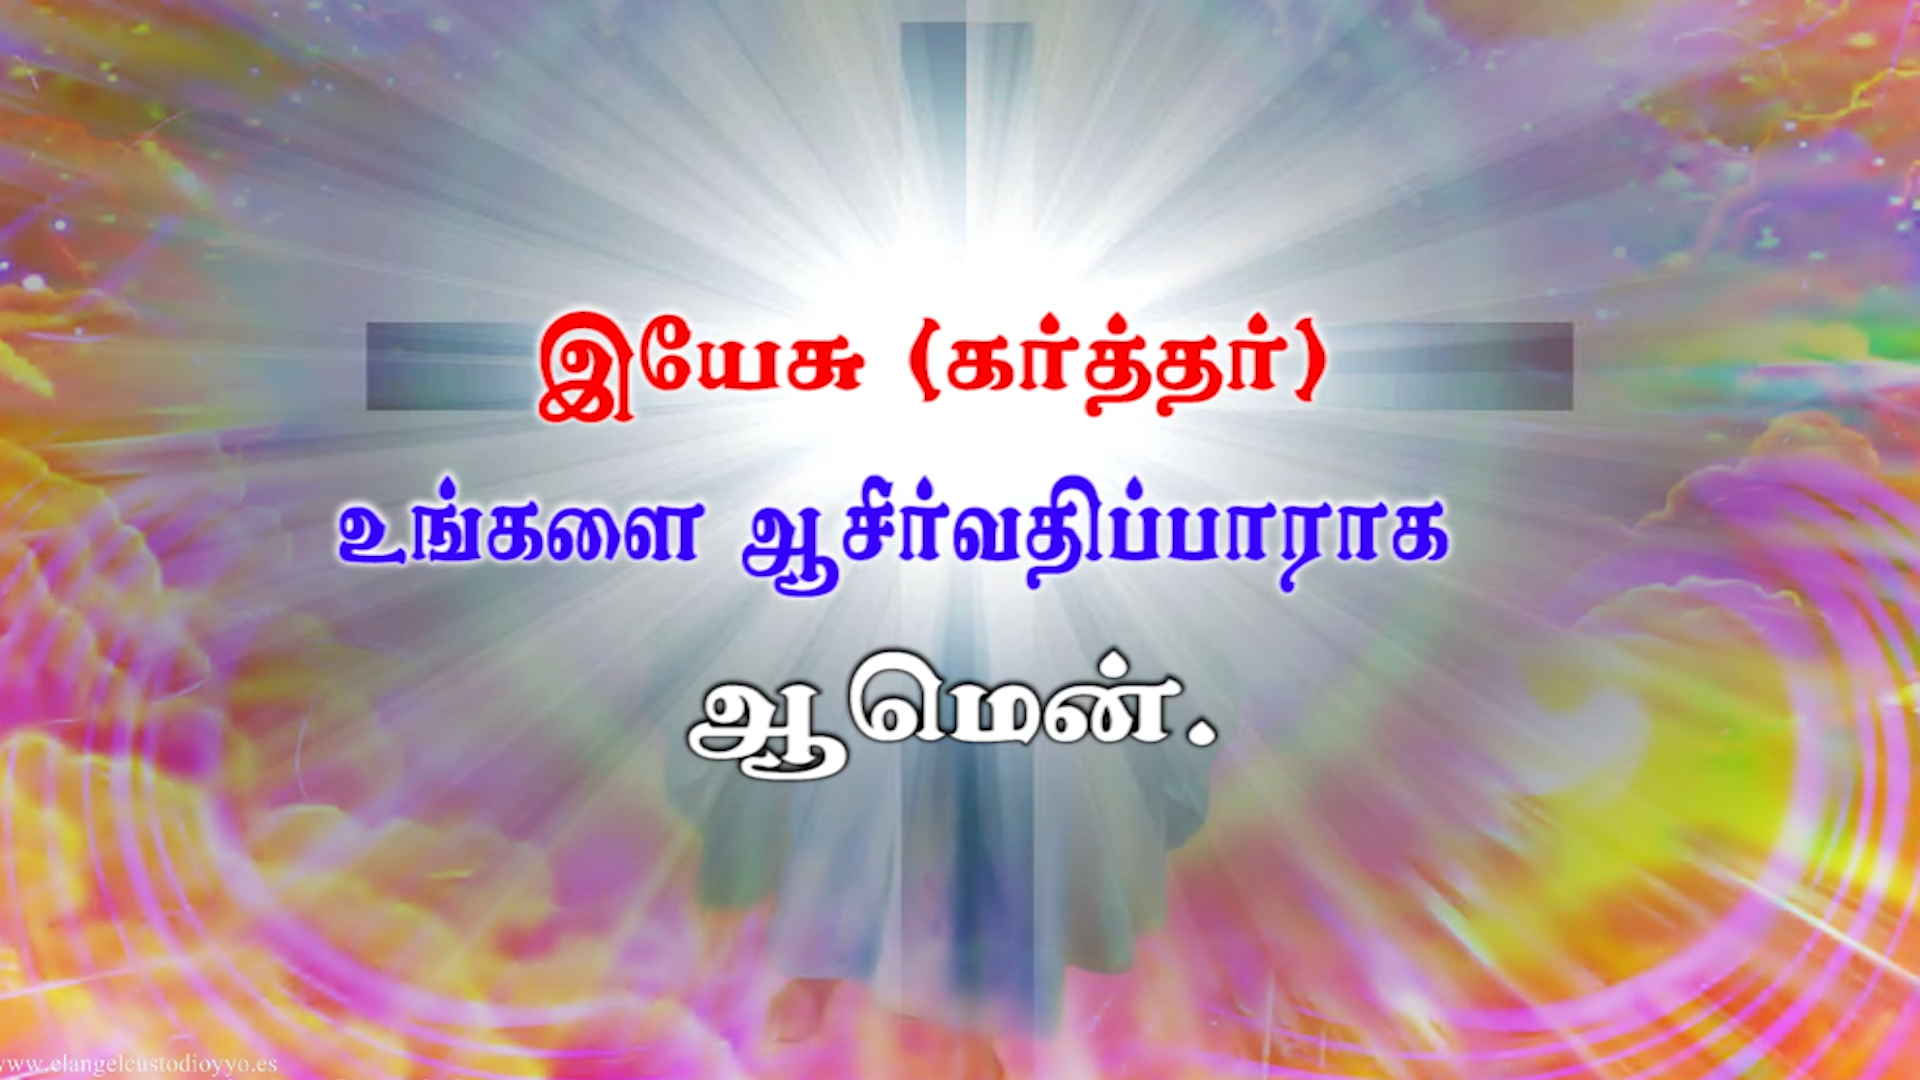 இயேசு (கர்த்தர்)
உங்களை ஆசிர்வதிப்பாராக
ஆமென்.
www.elangelcustodioyyo.es